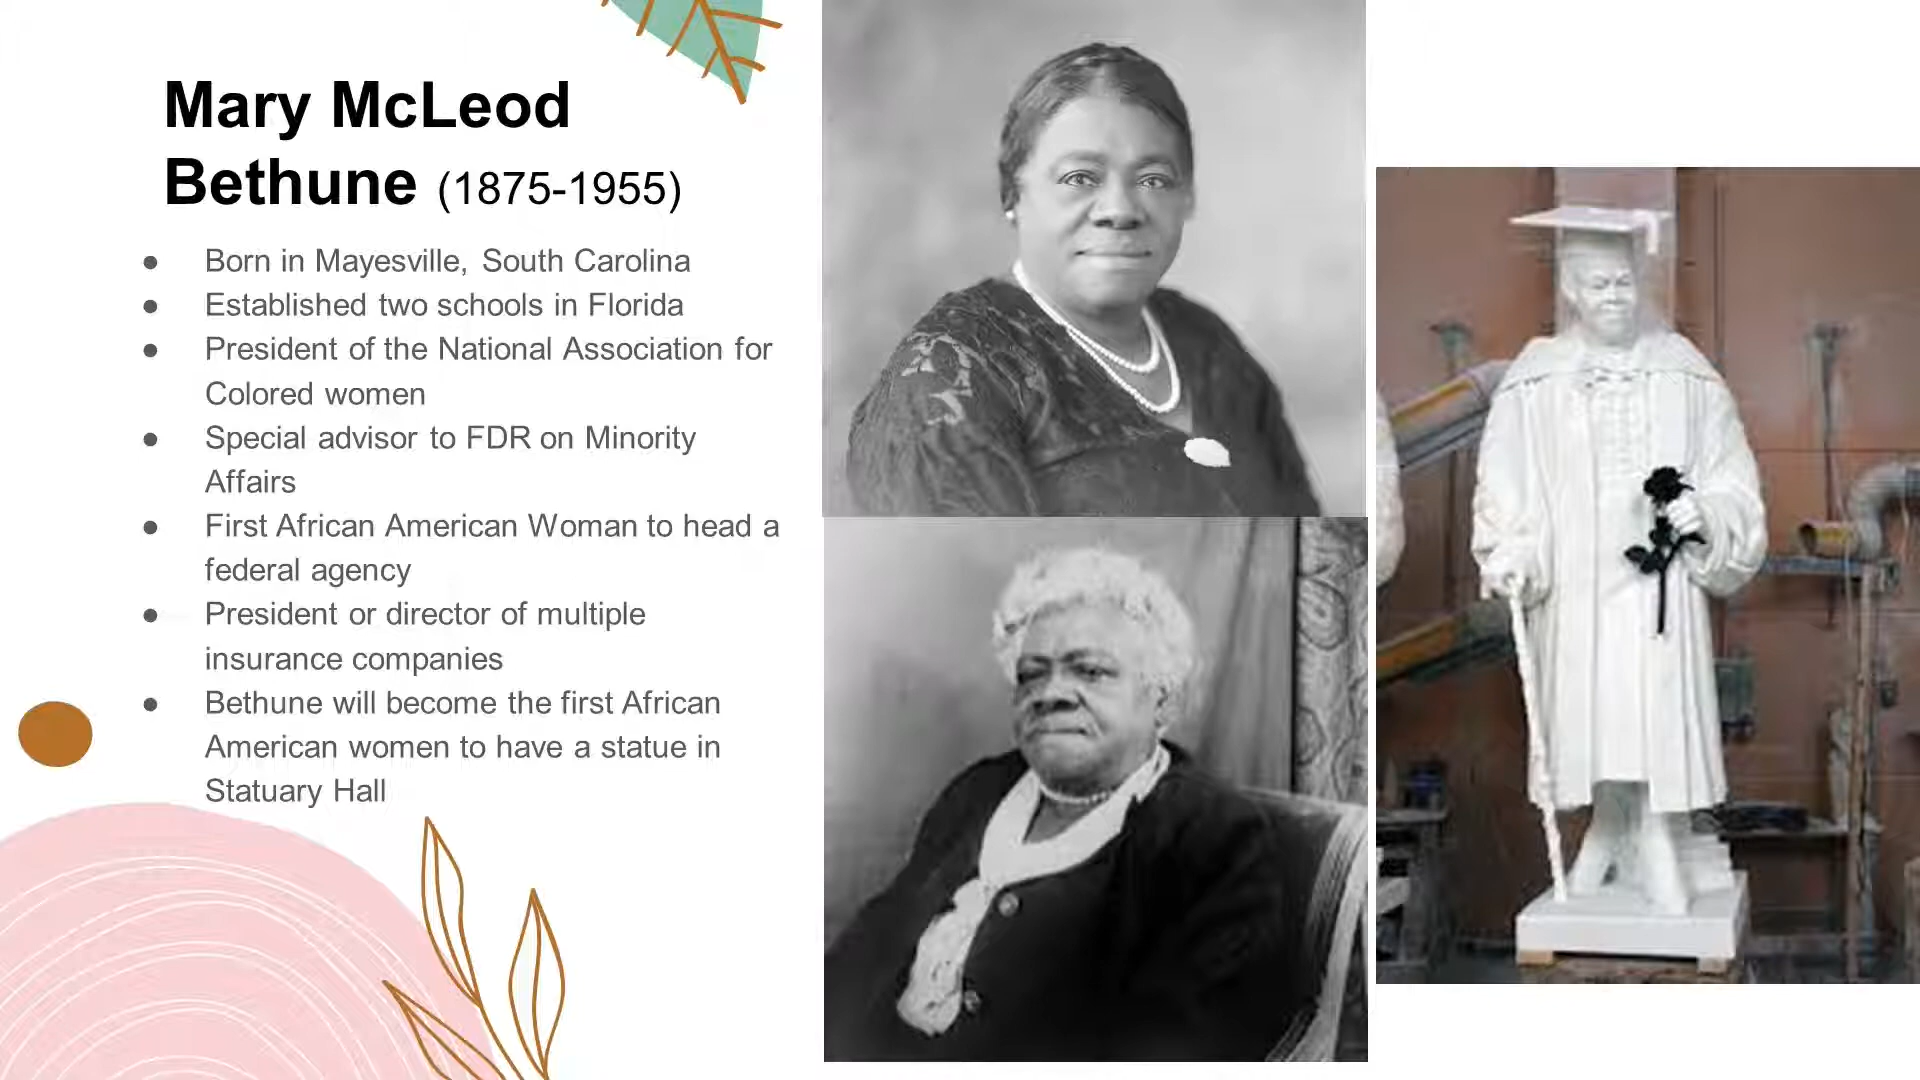 Mary McLeod
Bethune (1875-1955)
● Born in Mayesville, South Carolina
● Established two schools in Florida
● President of the National Association for
Colored women
● Special advisor to FDR on Minority
Affairs
● First African American Woman to head a
federal agency
● President or director of multiple
insurance companies
● Bethune will become the first African
American women to have a statue in
Statuary Hall